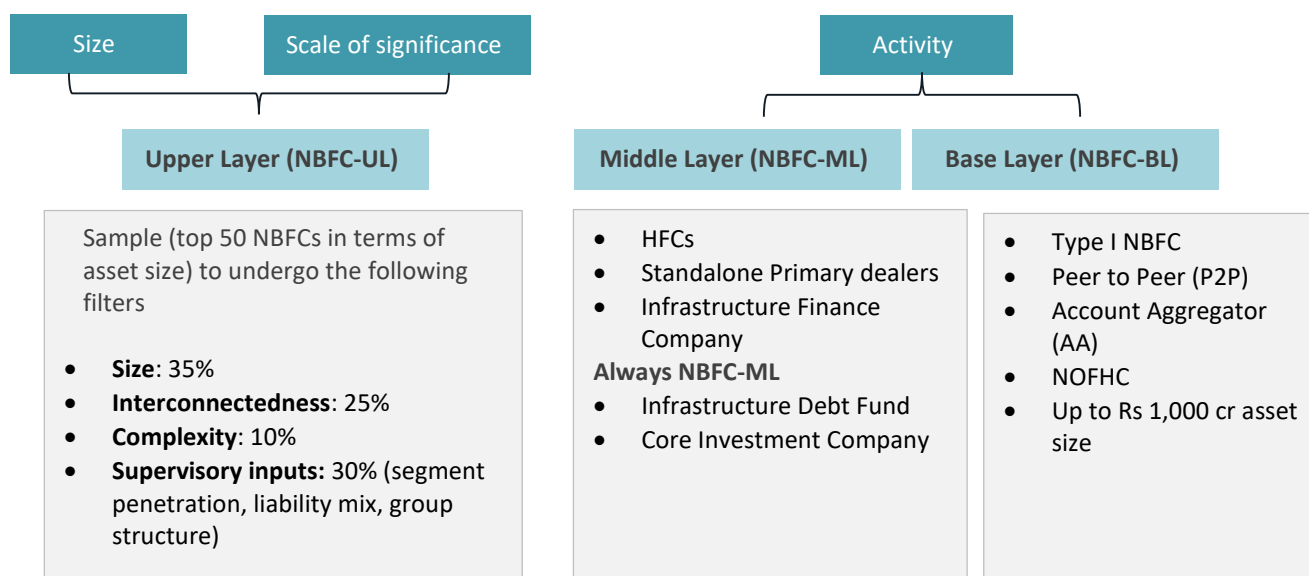 Size
Scale of significance
Activity
Upper Layer (NBFC-UL)
Middle Layer (NBFC-ML)
Base Layer (NBFC-BL)
Sample (top 50 NBFCs in terms of
asset size) to undergo the following
filters
• Size: 35%
• Interconnectedness: 25%
• Complexity: 10%
• Supervisory inputs: 30% (segment
penetration, liability mix, group
structure)
• HFCs
• Standalone Primary dealers
• Infrastructure Finance
Company
Always NBFC-ML
• Infrastructure Debt Fund
• Core Investment Company
• Type I NBFC
• Peer to Peer (P2P)
• Account Aggregator
(AA)
• NOFHC
• Up to Rs 1,000 cr asset
size